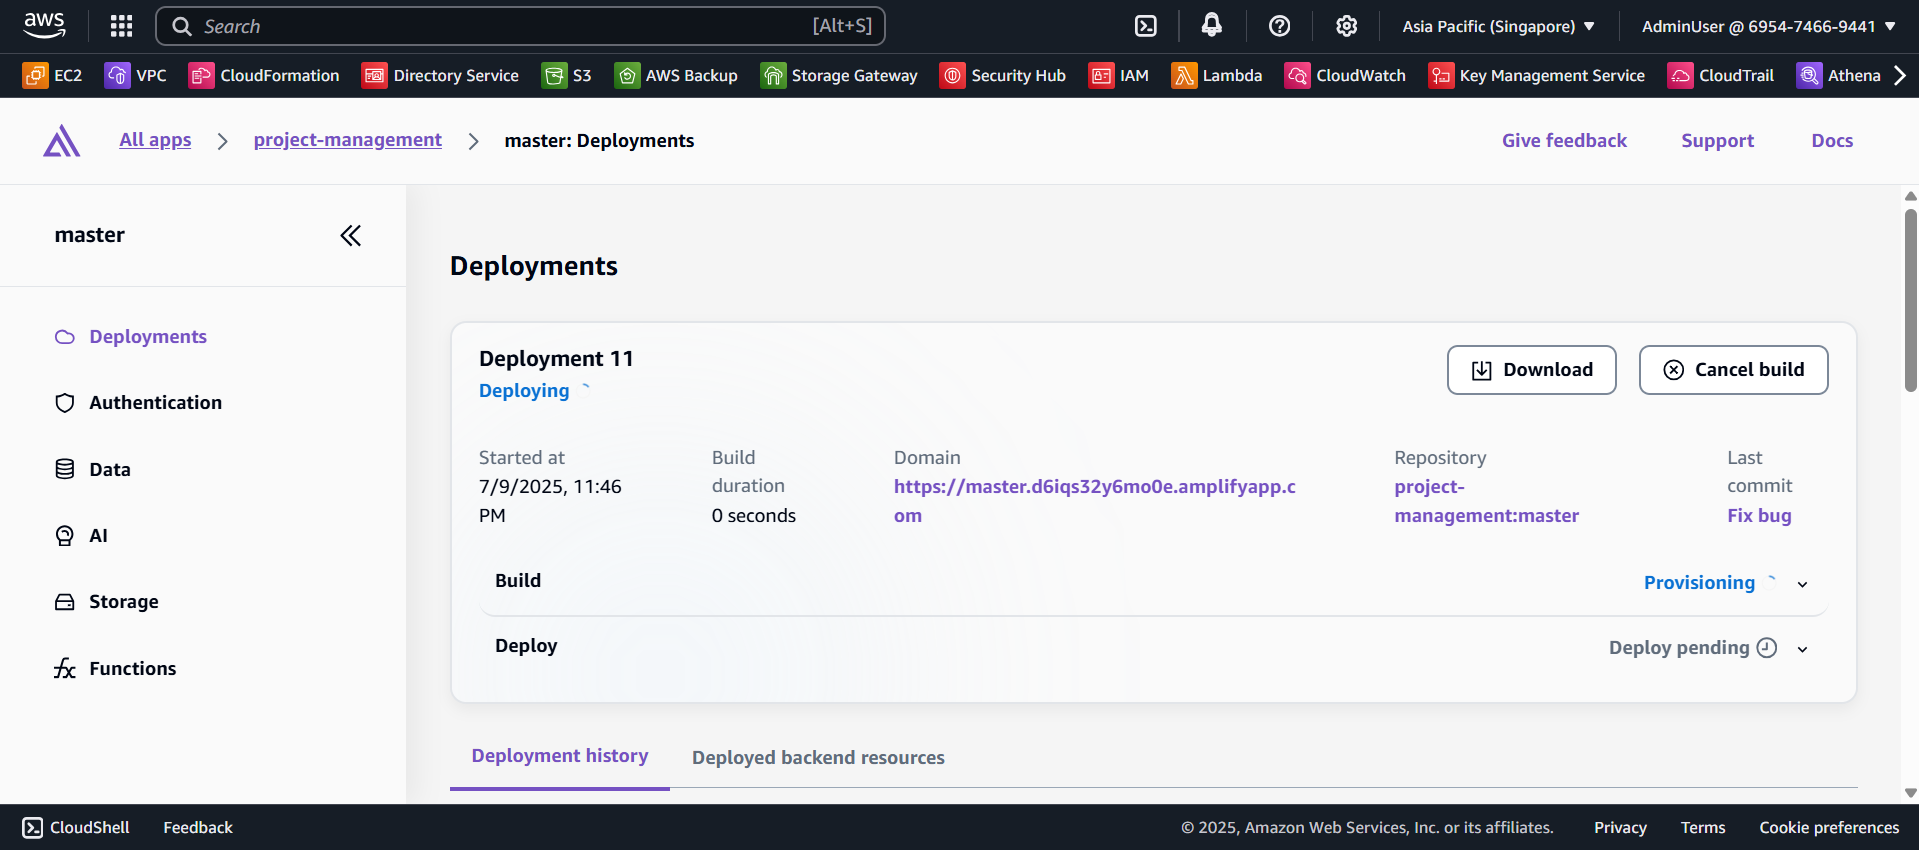 aws
Search
[Alt+S]
Asia Pacific (Singapore)
AdminUser @ 6954-7466-9441
EC2
VPC
CloudFormation
Directory Service
S3
AWS Backup
Storage Gateway
Security Hub
IAM
Lambda
CloudWatch
Key Management Service
CloudTrail
Athena
All apps
project-management
master: Deployments
Give feedback
Support
Docs
master
Deployments
Authentication
Data
AI
Storage
Functions
Deployments
Deployment 11
Deploying
Download
Cancel build
Started at
7/9/2025, 11:46
PM
Build
duration
0 seconds
Domain
https://master.d6iqs32y6mo0e.amplifyapp.c
om
Repository
project-
management:master
Last
commit
Fix bug
Build
Provisioning
Deploy
Deploy pending
Deployment history
Deployed backend resources
CloudShell
Feedback
© 2025, Amazon Web Services, Inc. or its affiliates.
Privacy
Terms
Cookie preferences